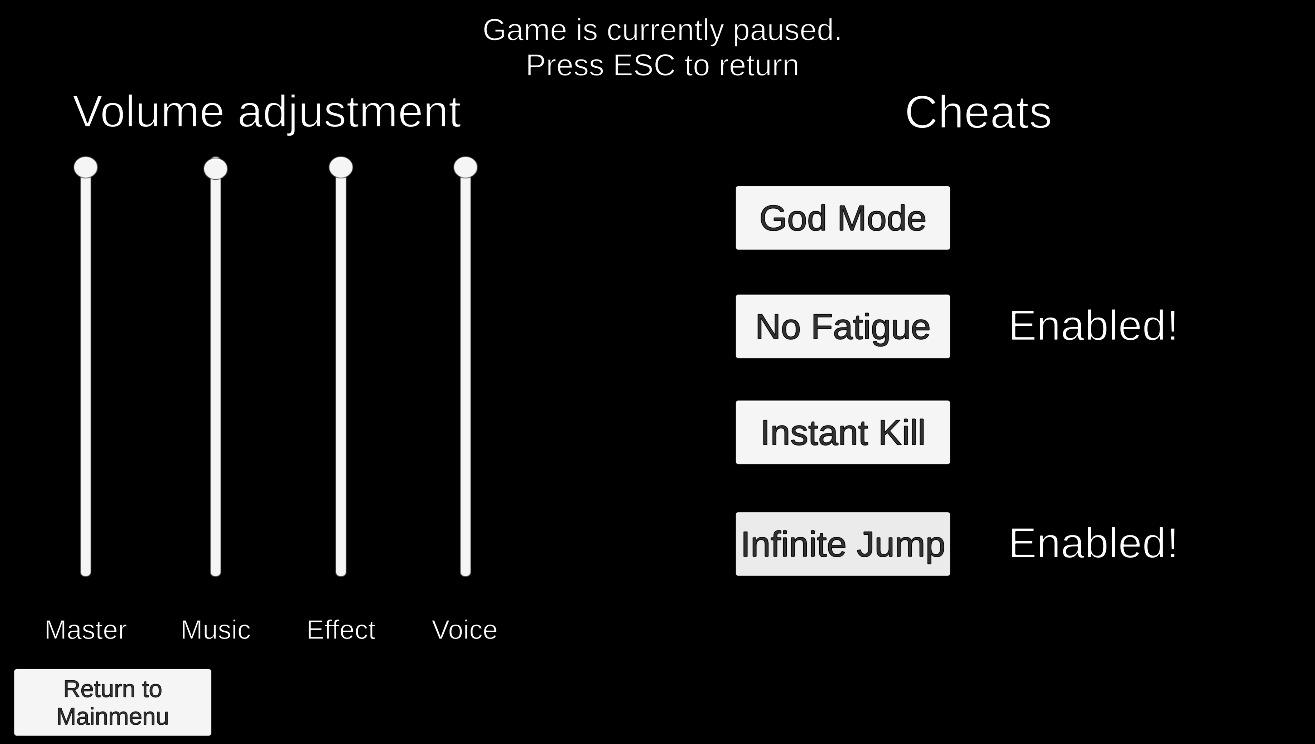 Game is currently paused.
Press ESC to return
Volume adjustment
Master
Music
Effect
Voice
Return to
Mainmenu
Cheats
God Mode
No Fatigue
Enabled!
Instant Kill
Infinite Jump
Enabled!